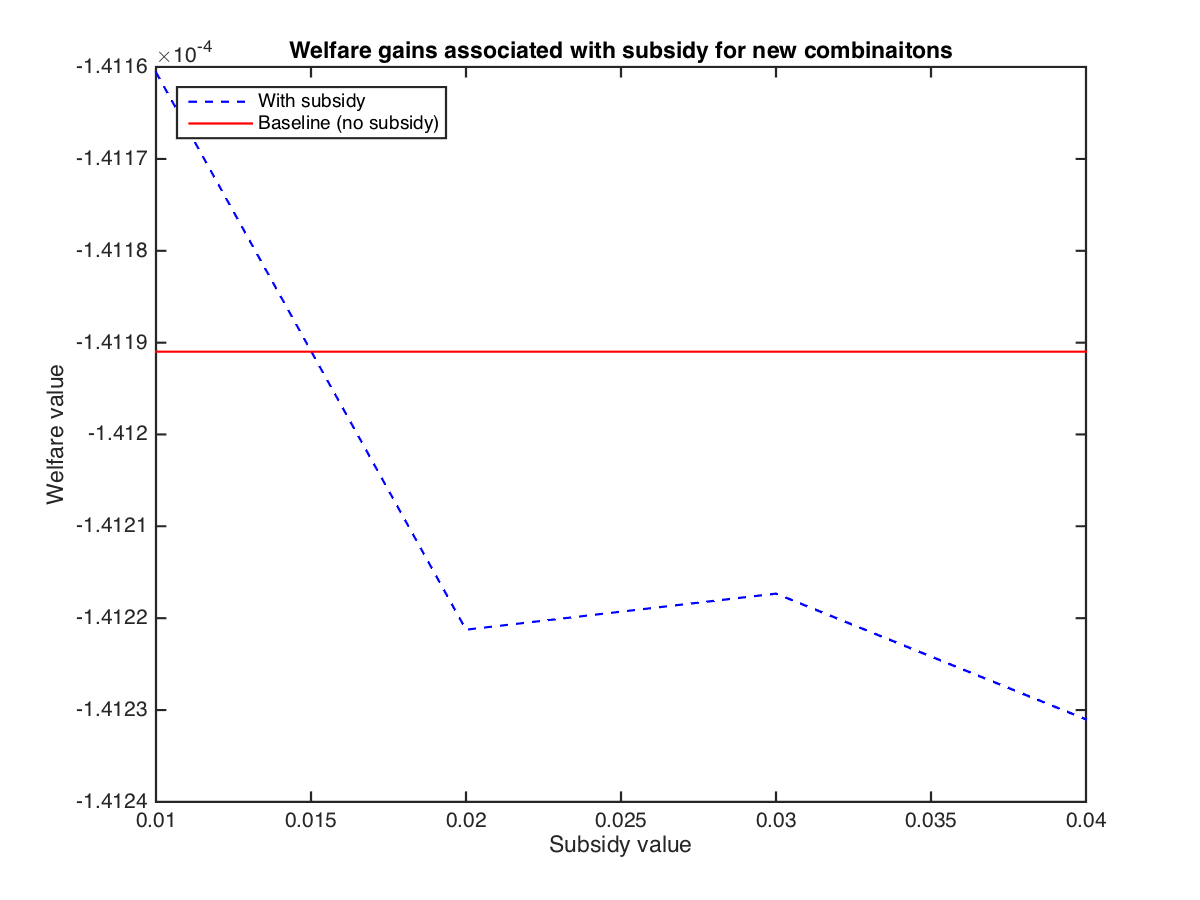 ×10-4
Welfare gains associated with subsidy for new combinaitons
-1.4116
With subsidy
Baseline (no subsidy)
-1.4117
-1.4118
-1.4119
-1.412
-1.4121
-1.4122
-1.4123
-1.4124
Welfare value
0.01 0.015 0.02 0.025 0.03 0.035 0.04
Subsidy value